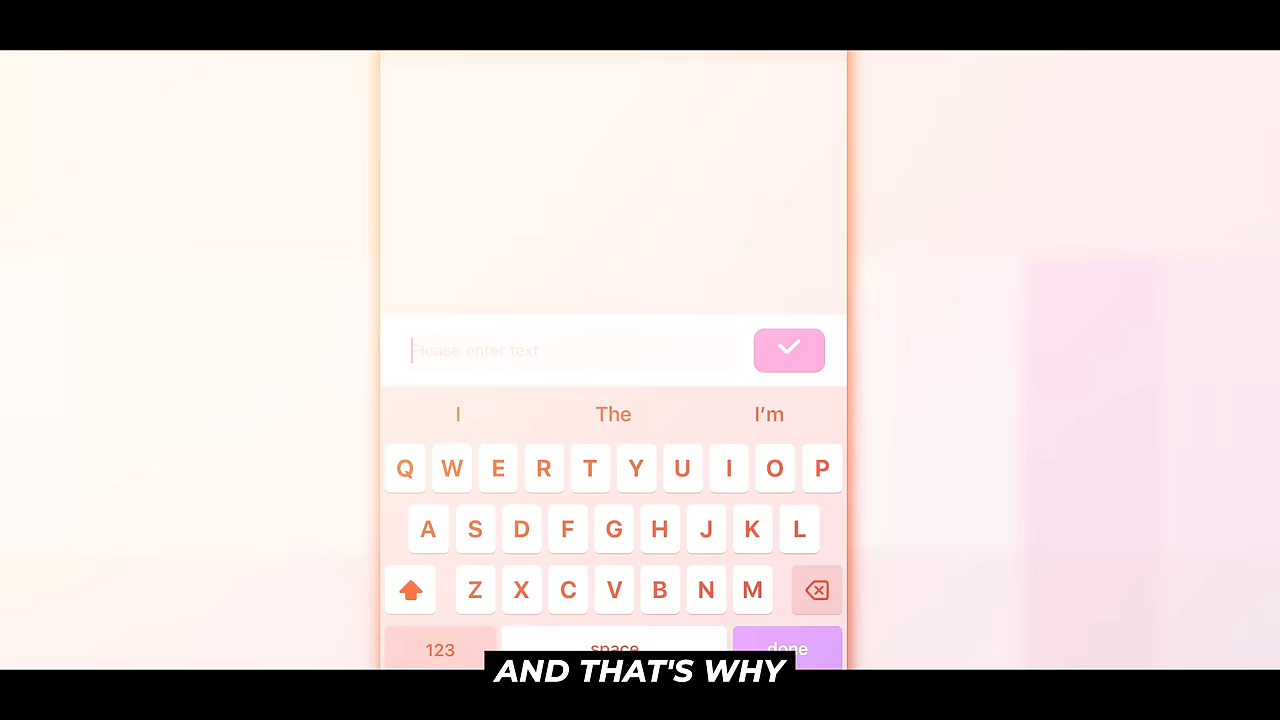 Please enter text
I The I'm
Q W E R T Y U I O P
A S D F G H J K L
Z X C V B N M
123 space done
AND THAT'S WHY